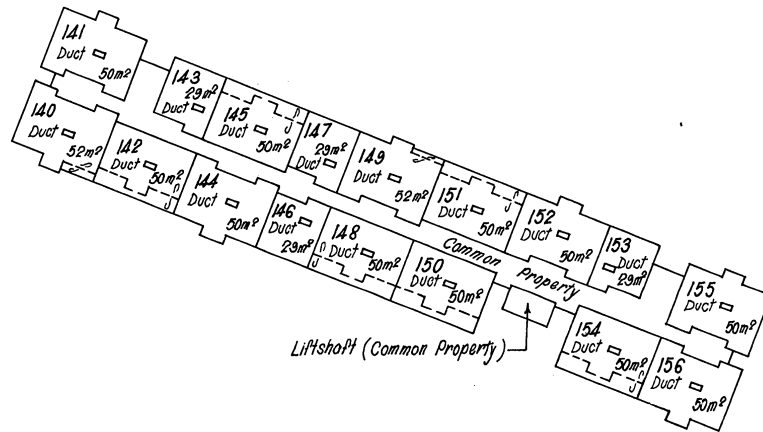 141
Duct
50m²
143
29m²
Duct
145
Duct
50m²
147
29m²
Duct
149
Duct
52m²
151
Duct
50m²
152
Duct
50m²
153
Duct
29m²
155
Duct
50m²
140
Duct
52m²
142
Duct
50m²
144
Duct
50m²
146
Duct
29m²
148
Duct
50m²
150
Duct
50m²
Common Property
154
Duct
50m²
156
Duct
50m²
Liftshaft (Common Property)